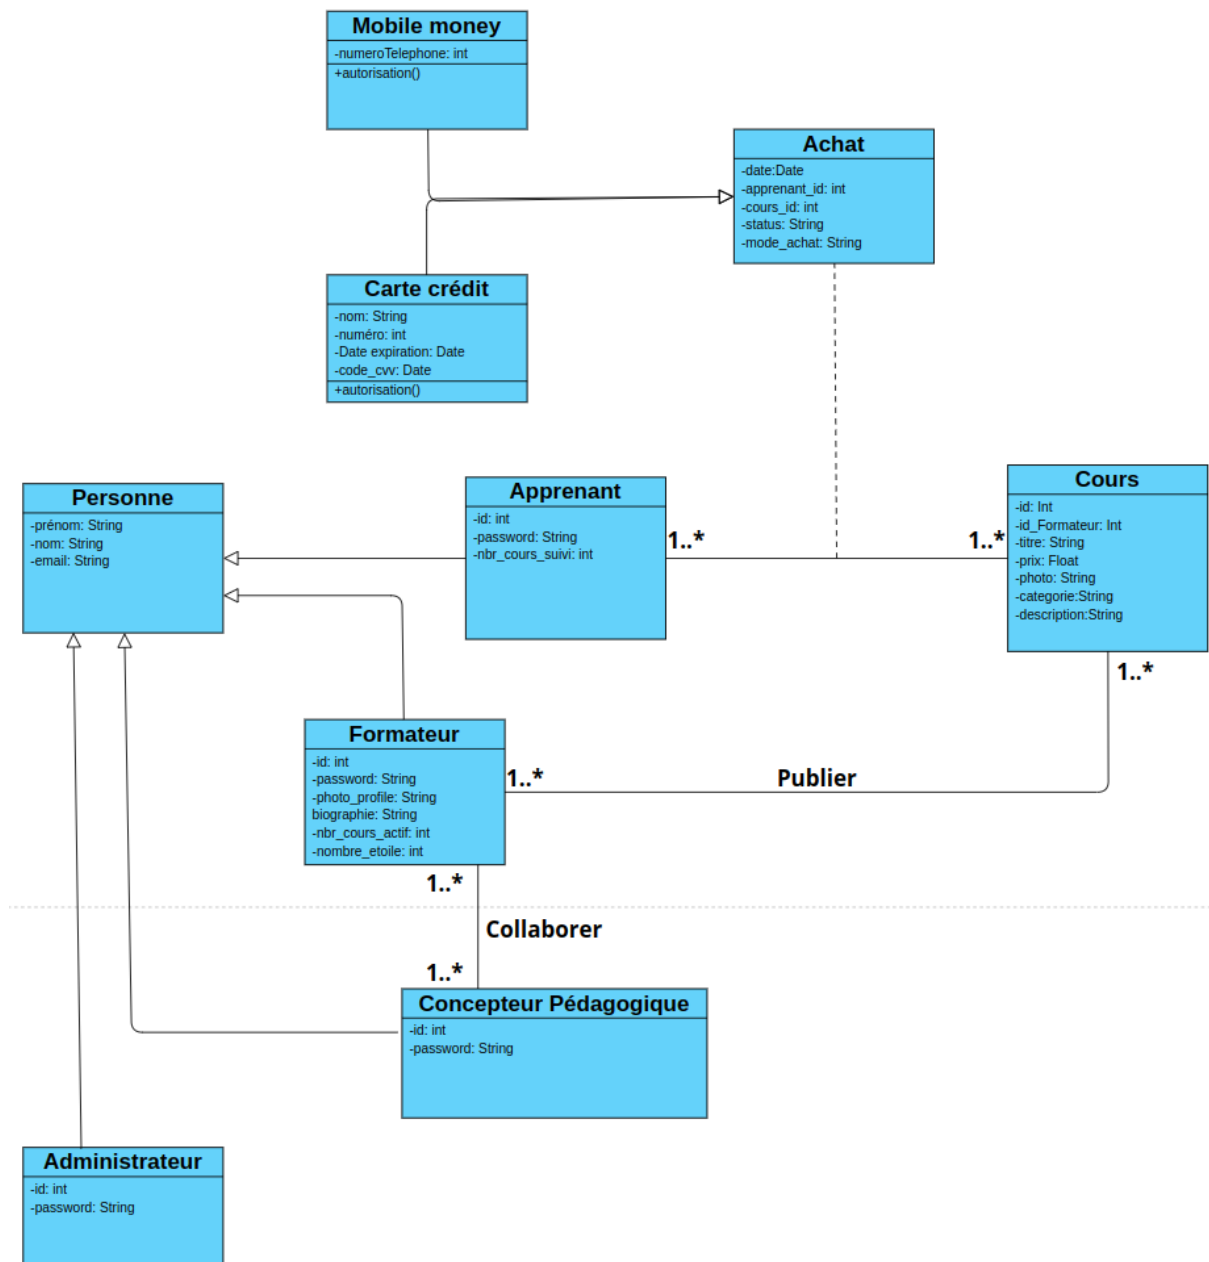 Mobile money
-numeroTelephone: int
+autorisation()
Achat
-date:Date
-apprenant_id: int
-cours_id: int
-status: String
-mode_achat: String
Carte crédit
-nom: String
-numéro: int
-Date expiration: Date
-code_cvv: Date
+autorisation()
Personne
-prénom: String
-nom: String
-email: String
Apprenant
-id: int
-password: String
-nbr_cours_suivi: int
1..*
1..*
Cours
-id: Int
-id_Formateur: Int
-titre: String
-prix: Float
-photo: String
-categorie:String
-description:String
1..*
Formateur
-id: int
-password: String
-photo_profile: String
biographie: String
-nbr_cours_actif: int
-nombre_etoile: int
1..*
Publier
1..*
Collaborer
1..*
Concepteur Pédagogique
-id: int
-password: String
Administrateur
-id: int
-password: String